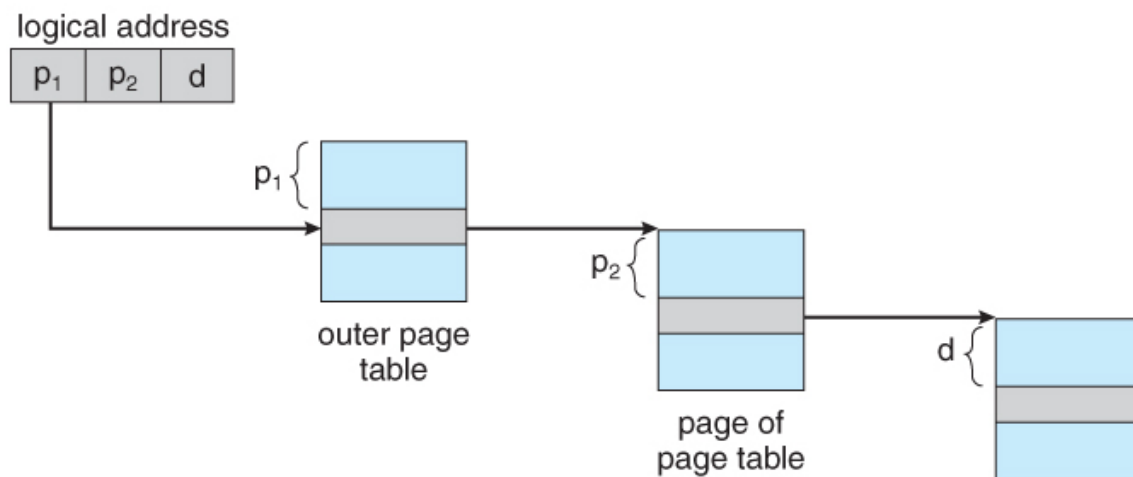 logical address
p₁ p₂ d
p₁
outer page
table
p₂
page of
page table
d